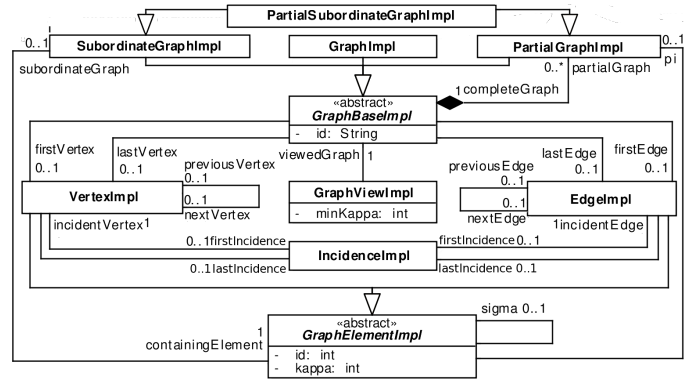 PartialSubordinateGraphImpl
0..1 SubordinateGraphImpl GraphImpl PartialGraphImpl 0..1
subordinateGraph 0..* partialGraph pi
1 completeGraph
«abstract»
GraphBaseImpl
- id: String
firstVertex lastVertex viewedGraph 1 lastEdge firstEdge
0..1 0..1 0..1 0..1
previousVertex previousEdge
0..1 0..1
VertexImpl GraphViewImpl EdgeImpl
0..1 0..1
nextVertex - minKappa: int nextEdge
incidentVertex 1 1 incidentEdge
0..1 firstIncidence IncidenceImpl firstIncidence 0..1
0..1 lastIncidence lastIncidence 0..1
sigma 0..1
«abstract»
GraphElementImpl
1
containingElement
- id: int
- kappa: int